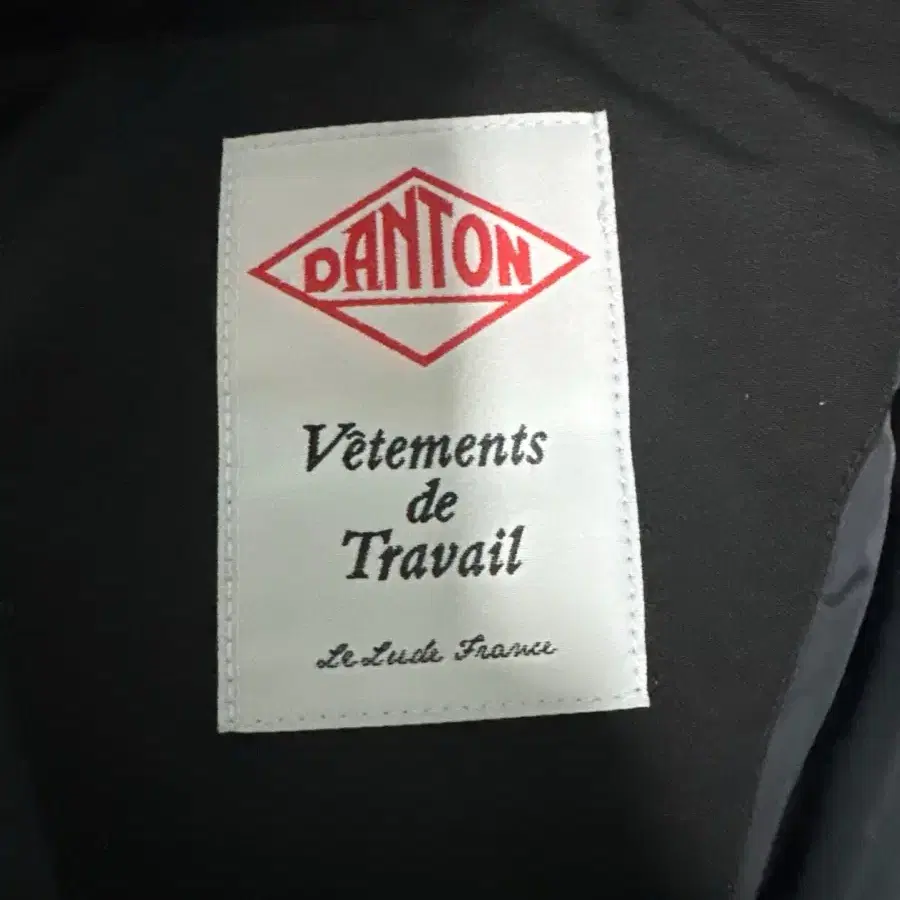 DANTON
Vêtements
de
Travail
Le Lude France